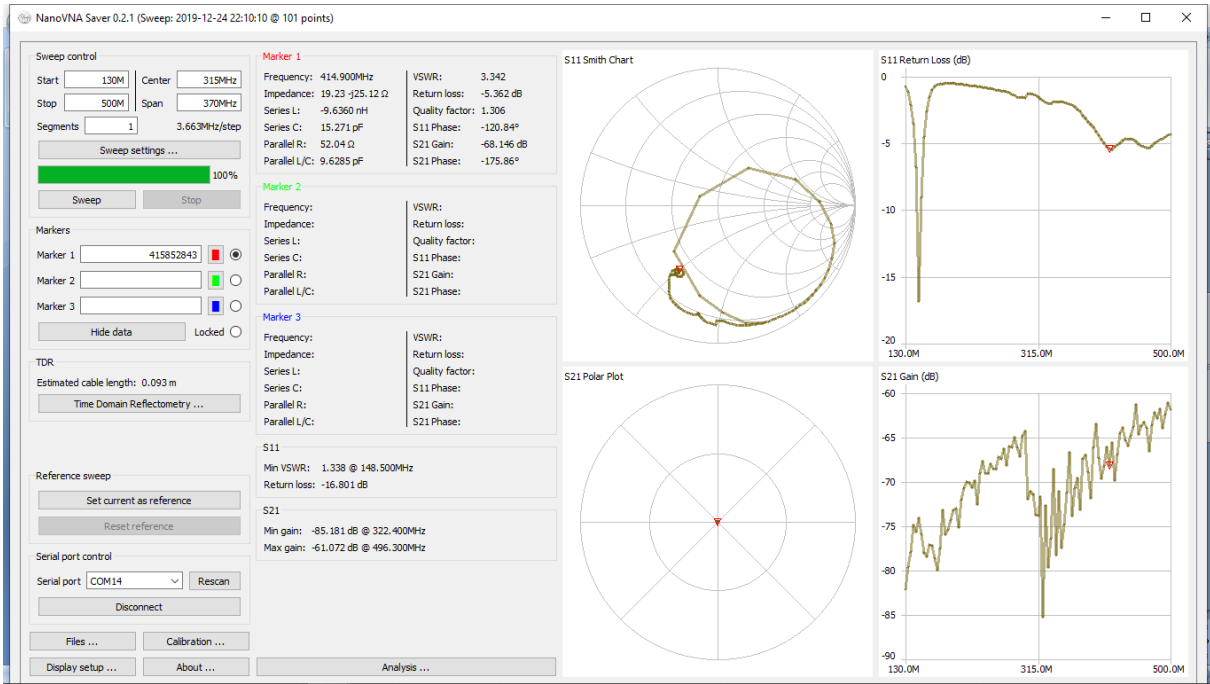 NanoVNA Saver 0.2.1 (Sweep: 2019-12-24 22:10:10 @ 101 points)
Sweep control
Start 130M Center 315MHz
Stop 500M Span 370MHz
Segments 1 3.663MHz/step
Sweep settings ...
100%
Sweep Stop
Markers
Marker 1 415852843
Marker 2
Marker 3
Hide data Locked
TDR
Estimated cable length: 0.093 m
Time Domain Reflectometry ...
Reference sweep
Set current as reference
Reset reference
Serial port control
Serial port COM14 Rescan
Disconnect
Files ... Calibration ...
Display setup ... About ...
Marker 1
Frequency: 414.900MHz VSWR: 3.342
Impedance: 19.23 -j25.12 Ω Return loss: -5.362 dB
Series L: -9.6360 nH Quality factor: 1.306
Series C: 15.271 pF S11 Phase: -120.84°
Parallel R: 52.04 Ω S21 Gain: -68.146 dB
Parallel L/C: 9.6285 pF S21 Phase: -175.86°
Marker 2
Frequency: VSWR:
Impedance: Return loss:
Series L: Quality factor:
Series C: S11 Phase:
Parallel R: S21 Gain:
Parallel L/C: S21 Phase:
Marker 3
Frequency: VSWR:
Impedance: Return loss:
Series L: Quality factor:
Series C: S11 Phase:
Parallel R: S21 Gain:
Parallel L/C: S21 Phase:
S11
Min VSWR: 1.338 @ 148.500MHz
Return loss: -16.801 dB
S21
Min gain: -85.181 dB @ 322.400MHz
Max gain: -61.072 dB @ 496.300MHz
Analysis ...
S11 Smith Chart
S11 Return Loss (dB)
0
-5
-10
-15
-20
130.0M 315.0M 500.0M
S21 Polar Plot
S21 Gain (dB)
-60
-65
-70
-75
-80
-85
-90
130.0M 315.0M 500.0M